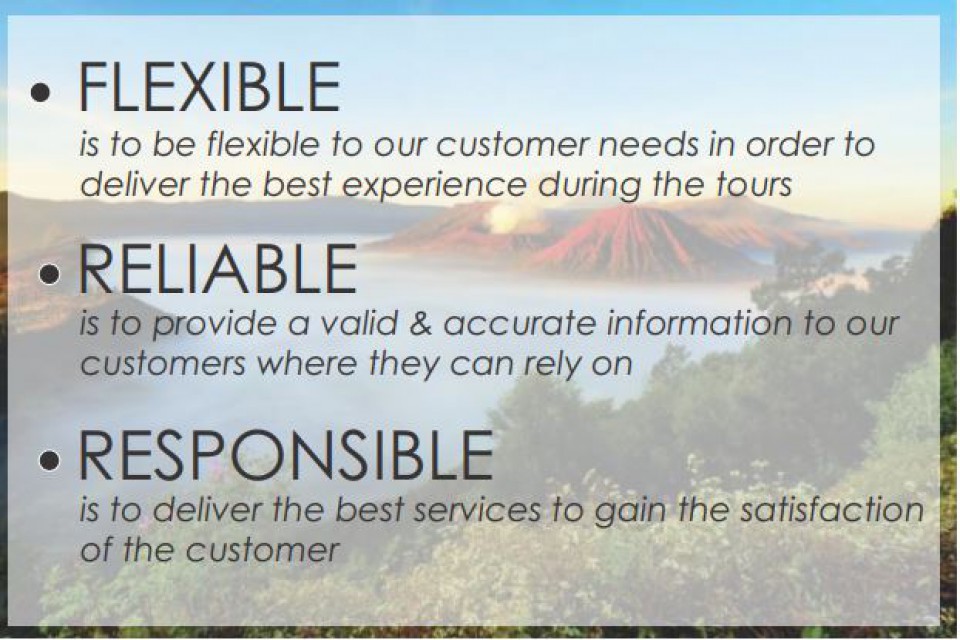 • FLEXIBLE
is to be flexible to our customer needs in order to
deliver the best experience during the tours
• RELIABLE
is to provide a valid & accurate information to our
customers where they can rely on
• RESPONSIBLE
is to deliver the best services to gain the satisfaction
of the customer